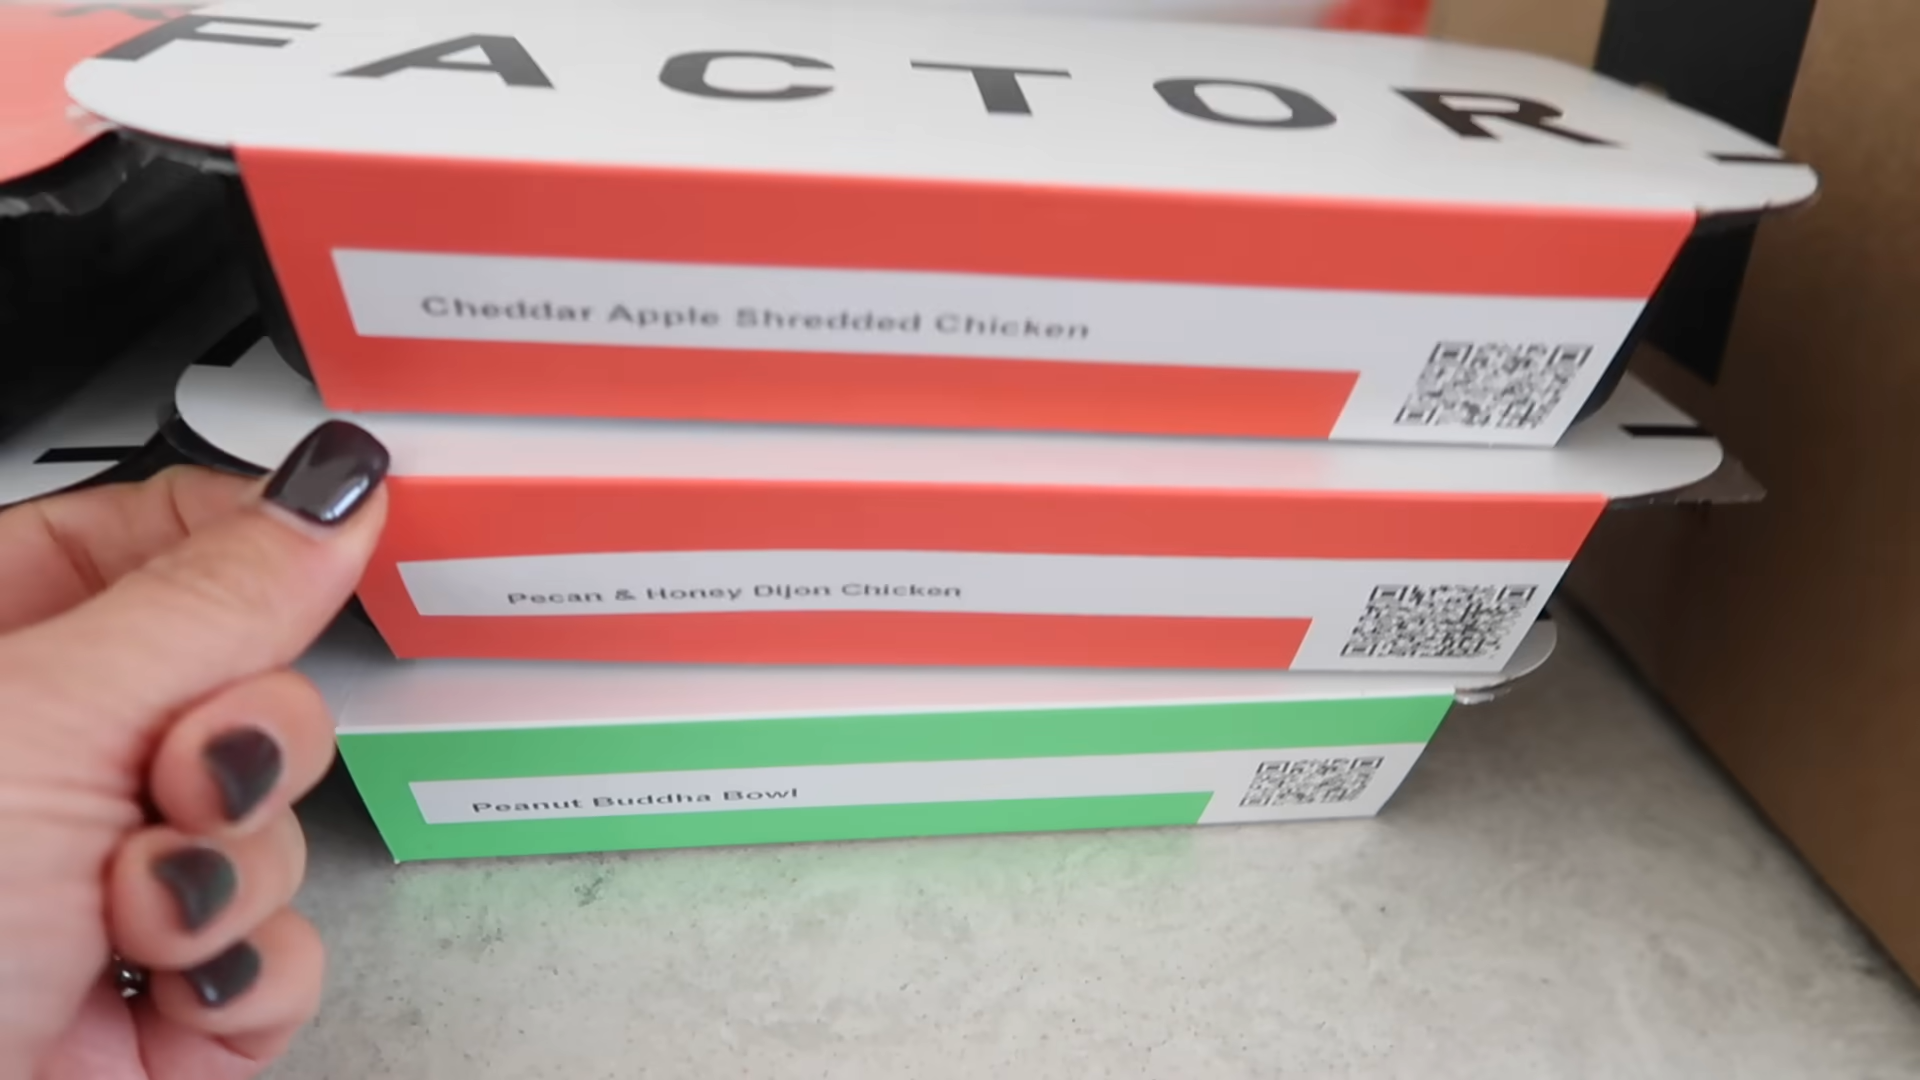 FACTOR
Cheddar Apple Shredded Chicken
Pecan & Honey Dijon Chicken
Peanut Buddha Bowl